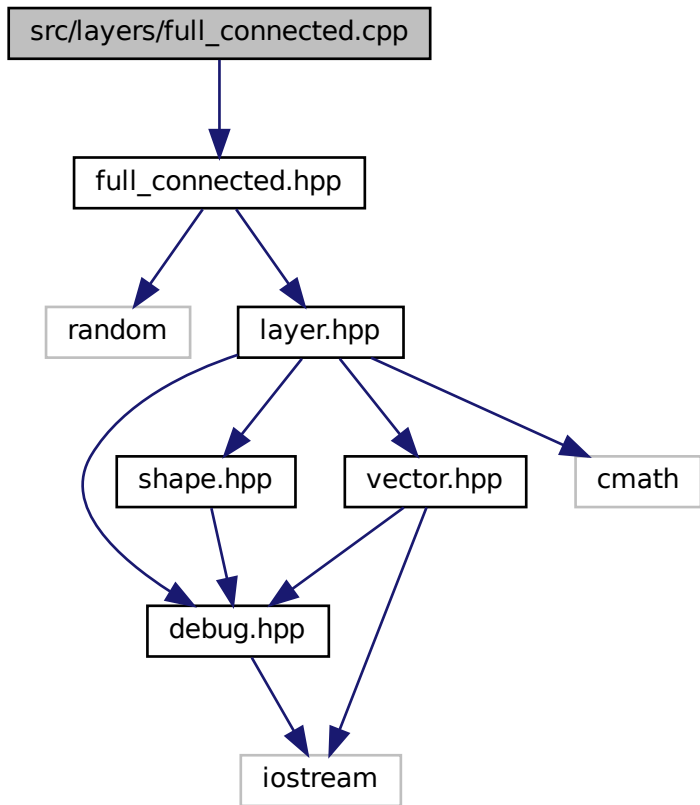 src/layers/full_connected.cpp
full_connected.hpp
random
layer.hpp
shape.hpp
vector.hpp
cmath
debug.hpp
iostream